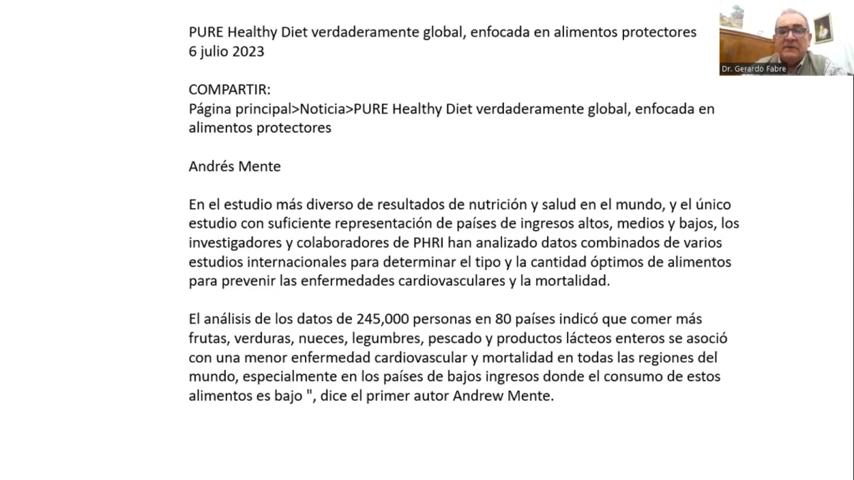 PURE Healthy Diet verdaderamente global, enfocada en alimentos protectores
6 julio 2023
COMPARTIR:
Página principal>Noticia>PURE Healthy Diet verdaderamente global, enfocada en
alimentos protectores
Andrés Mente
En el estudio más diverso de resultados de nutrición y salud en el mundo, y el único
estudio con suficiente representación de países de ingresos altos, medios y bajos, los
investigadores y colaboradores de PHRI han analizado datos combinados de varios
estudios internacionales para determinar el tipo y la cantidad óptimos de alimentos
para prevenir las enfermedades cardiovasculares y la mortalidad.
El análisis de los datos de 245,000 personas en 80 países indicó que comer más
frutas, verduras, nueces, legumbres, pescado y productos lácteos enteros se asoció
con una menor enfermedad cardiovascular y mortalidad en todas las regiones del
mundo, especialmente en los países de bajos ingresos donde el consumo de estos
alimentos es bajo ", dice el primer autor Andrew Mente.
Dr. Gerardo Fabre